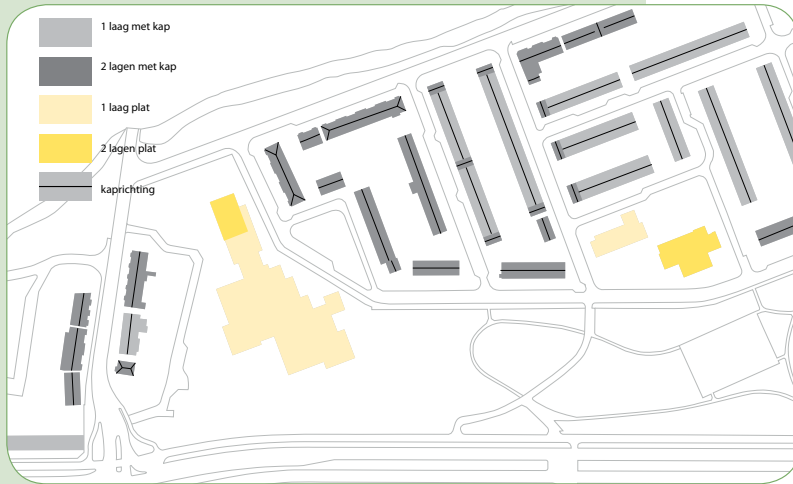 1 laag met kap
2 lagen met kap
1 laag plat
2 lagen plat
kaprichting